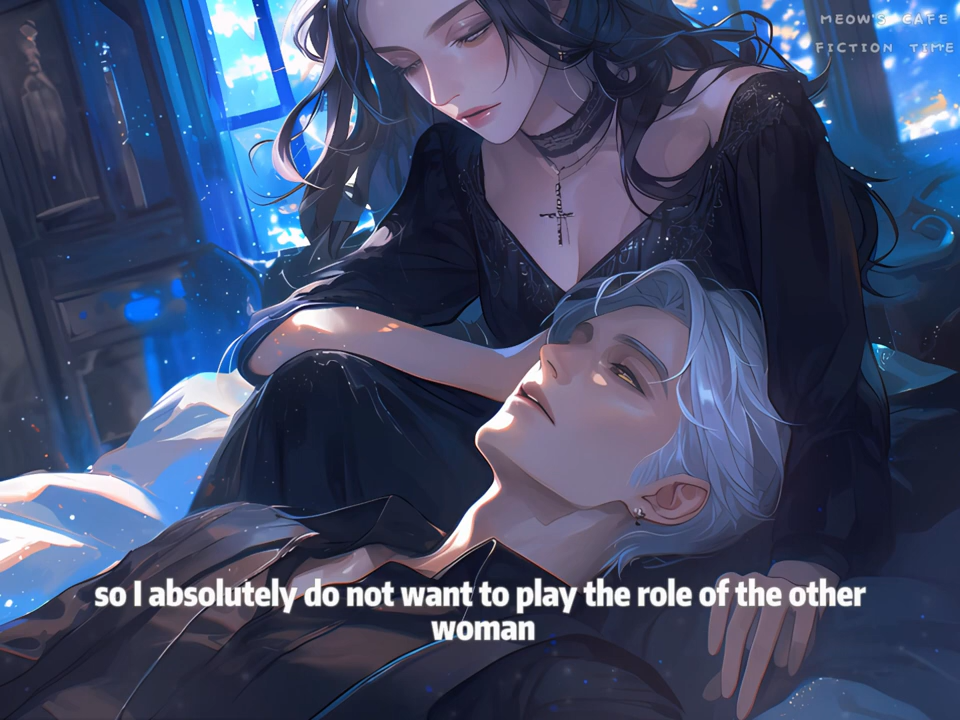 MEOW'S CAFE
FICTION TIME
so I absolutely do not want to play the role of the other
woman